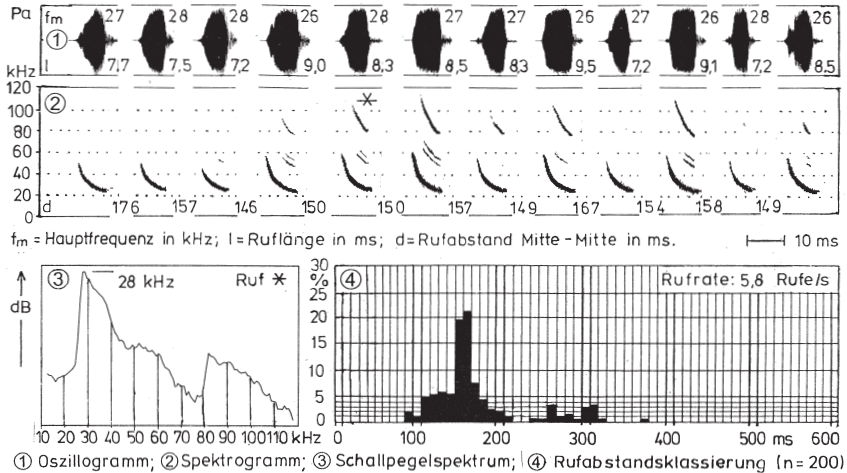 Pa fm 27 28 28 26 28 27 27 26 27 26 28 26
①
kHz l 7,7 7,5 7,2 9,0 8,3 8,5 8,3 9,5 7,2 9,1 7,2 8,5
120 ②
100
80
60
40
20
0 d 176 157 146 150 150 157 149 167 154 158 149
fm = Hauptfrequenz in kHz; l = Ruflänge in ms; d = Rufabstand Mitte-Mitte in ms. 10 ms
③ 28 kHz Ruf *
dB
10 20 30 40 50 60 70 80 90 100 110 kHz
④ Rufrate: 5,8 Rufe/s
30
%
25
20
15
10
5
0
0 100 200 300 400 500 ms 600
① Oszillogramm; ② Spektrogramm; ③ Schallpegelspektrum; ④ Rufabstandsklassierung (n = 200)